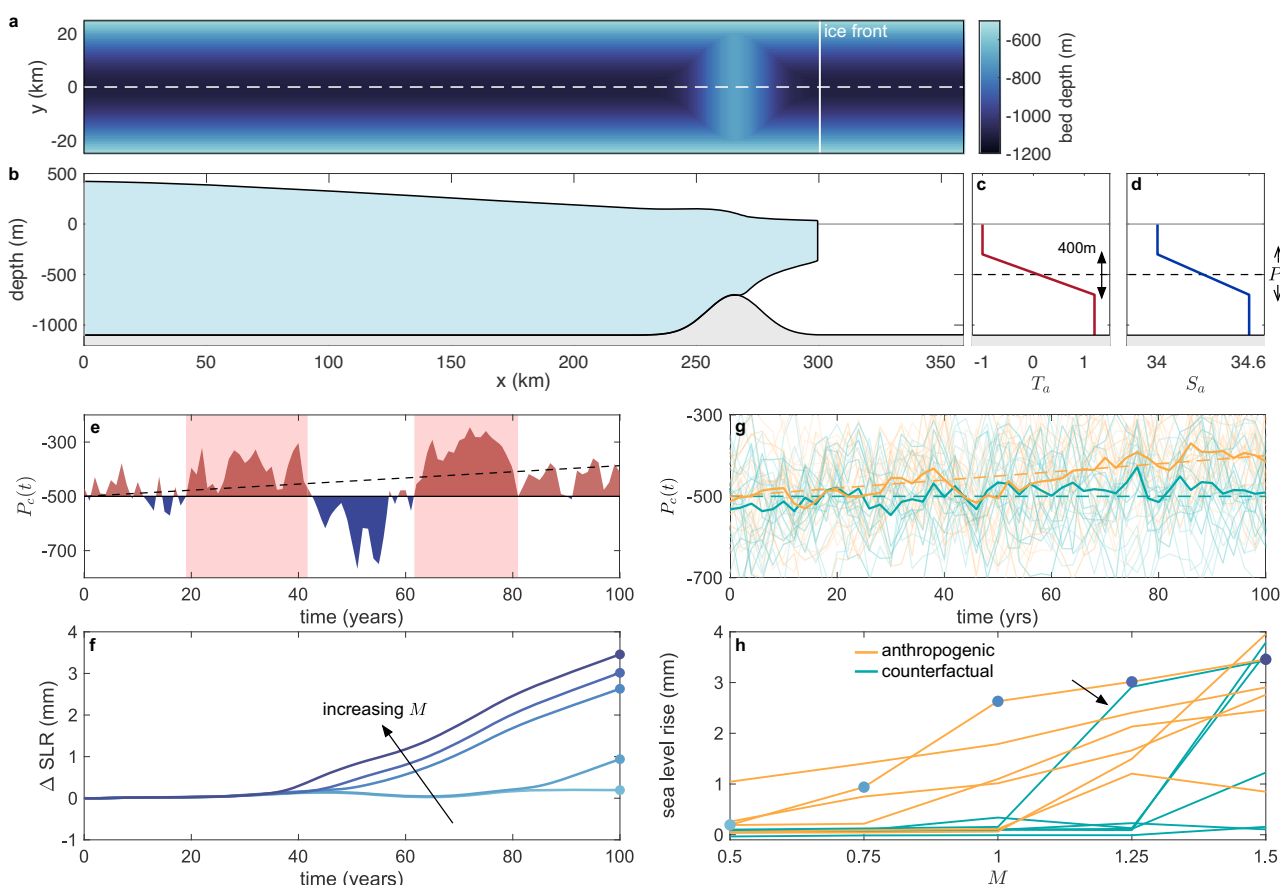 a
ice front
y (km)
20
0
-20
-600
-800
-1000
-1200
bed depth (m)
b
c
d
depth (m)
500
0
-500
-1000
0
50
100
150
200
250
300
350
x (km)
400m
-1
0
1
T_a
P
34
34.6
S_a
e
P_c(t)
-300
-500
-700
0
20
40
60
80
100
time (years)
g
P_c(t)
-300
-500
-700
0
20
40
60
80
100
time (yrs)
f
Δ SLR (mm)
4
3
2
1
0
-1
increasing M
0
20
40
60
80
100
time (years)
h
anthropogenic
counterfactual
sea level rise (mm)
4
3
2
1
0
0.5
0.75
1
1.25
1.5
M